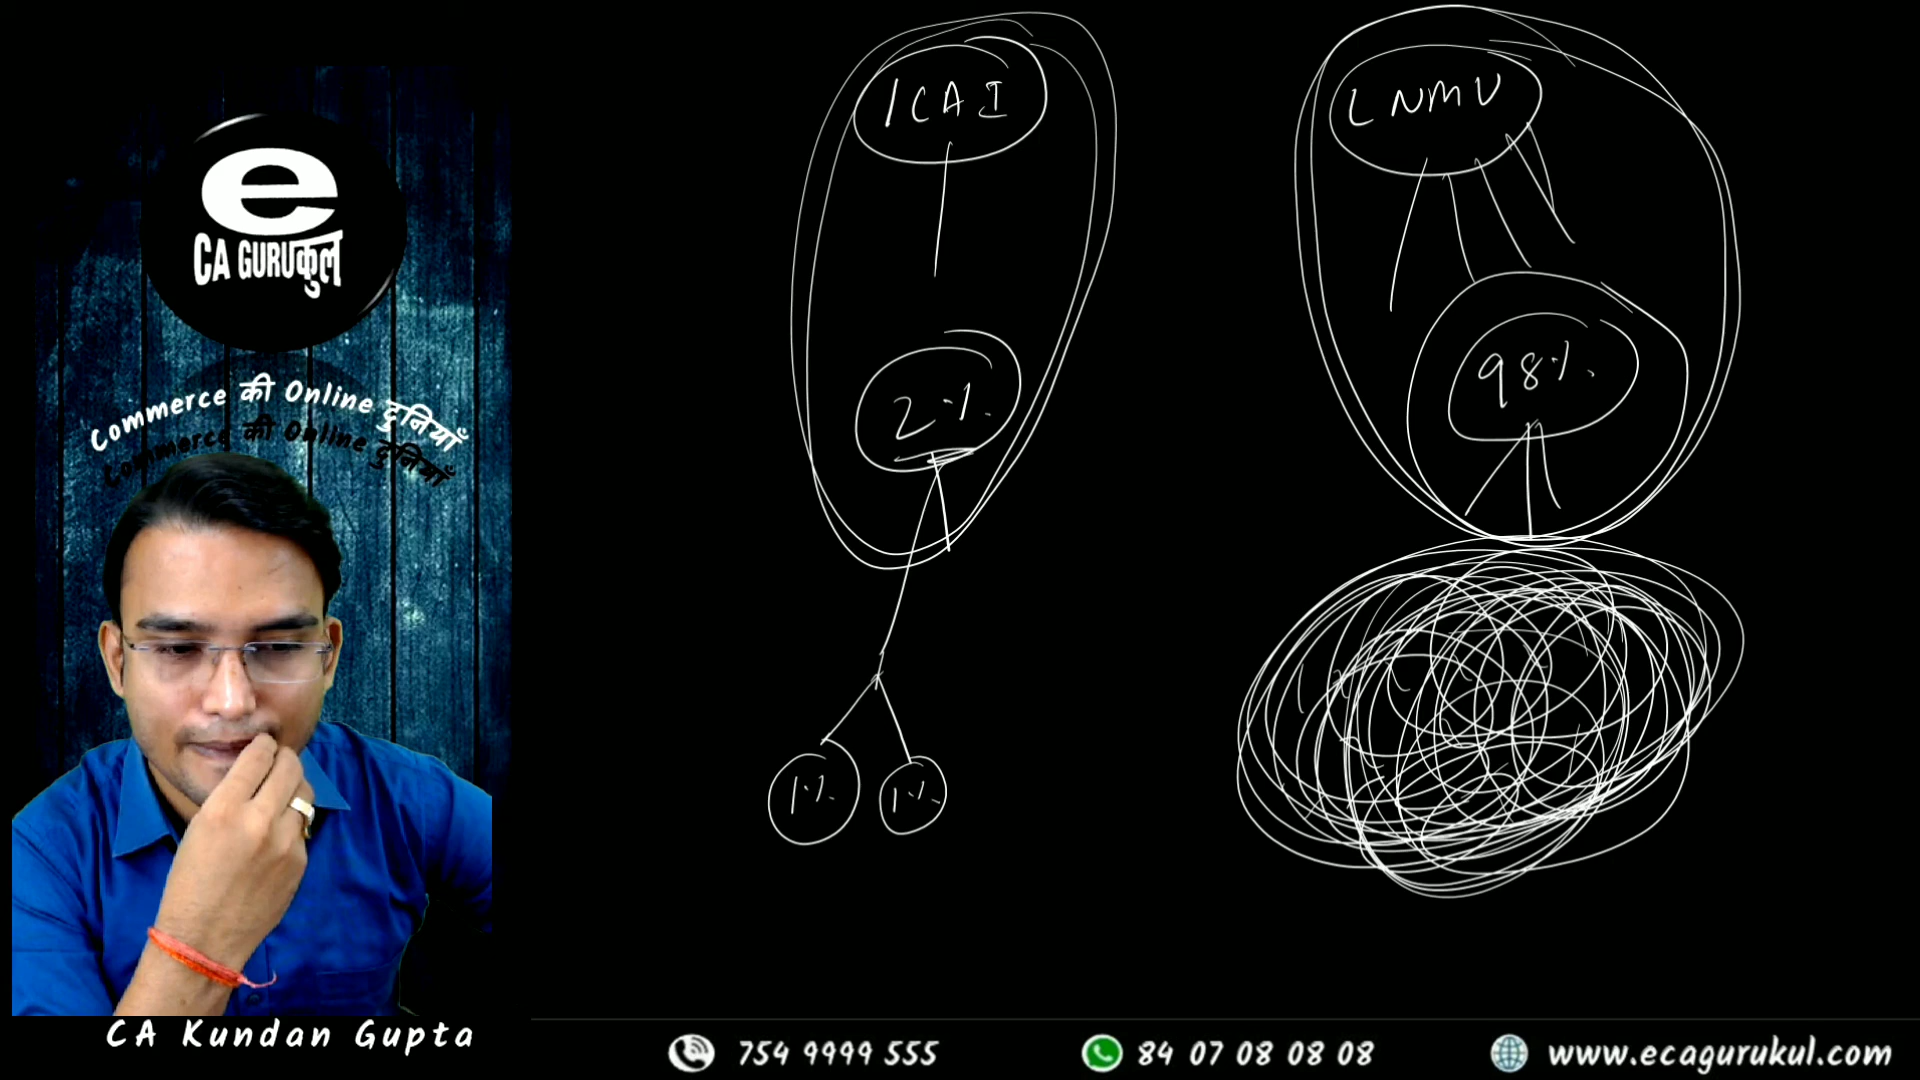 e
CA GURUकुल
Commerce की Online दुनियाँ
Commerce की Online दुनियाँ
ICAI
2%.
1%.
1%.
LNMU
98%.
CA Kundan Gupta
754 9999 555
84 07 08 08 08
www.ecagurukul.com